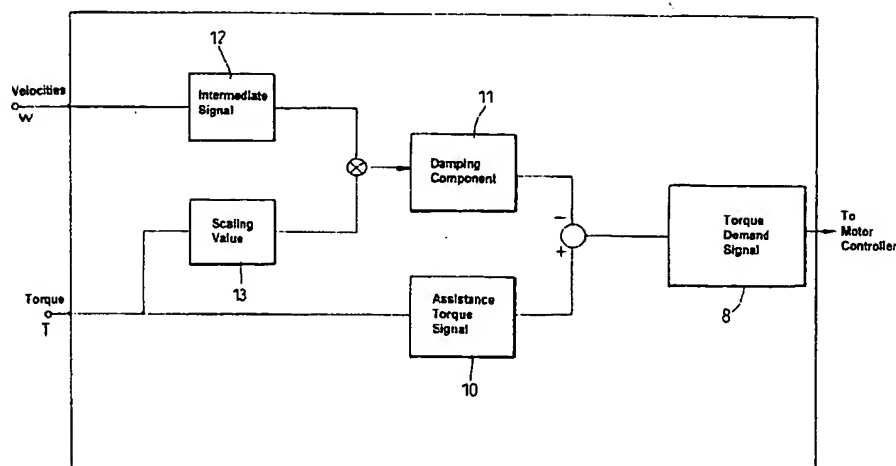 12
Velocities
W
Intermediate
Signal
11
Damping
Component
−
+
Scaling
Value
13
Torque
T
Assistance
Torque
Signal
10
Torque
Demand
Signal
8
To
Motor
Controller